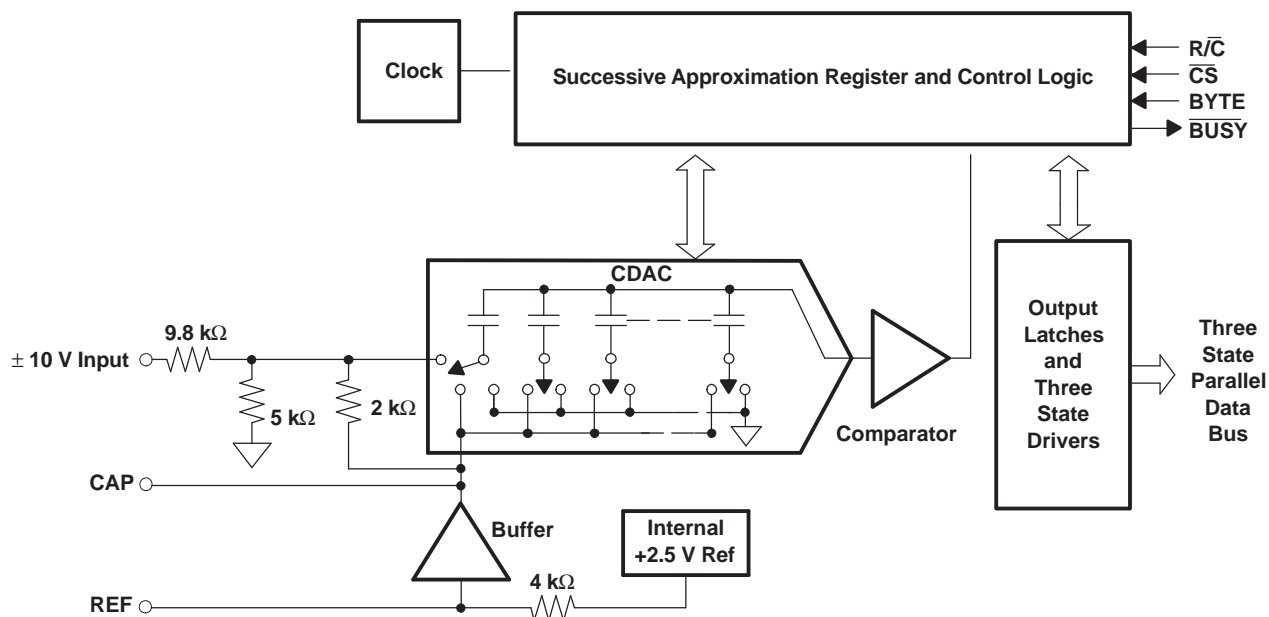 Clock
Successive Approximation Register and Control Logic
R/C̅
C̅S̅
BYTE
B̅U̅S̅Y̅
CDAC
9.8 kΩ
± 10 V Input
5 kΩ
2 kΩ
Comparator
Output
Latches
and
Three
State
Drivers
Three
State
Parallel
Data
Bus
CAP
Buffer
Internal
+2.5 V Ref
4 kΩ
REF